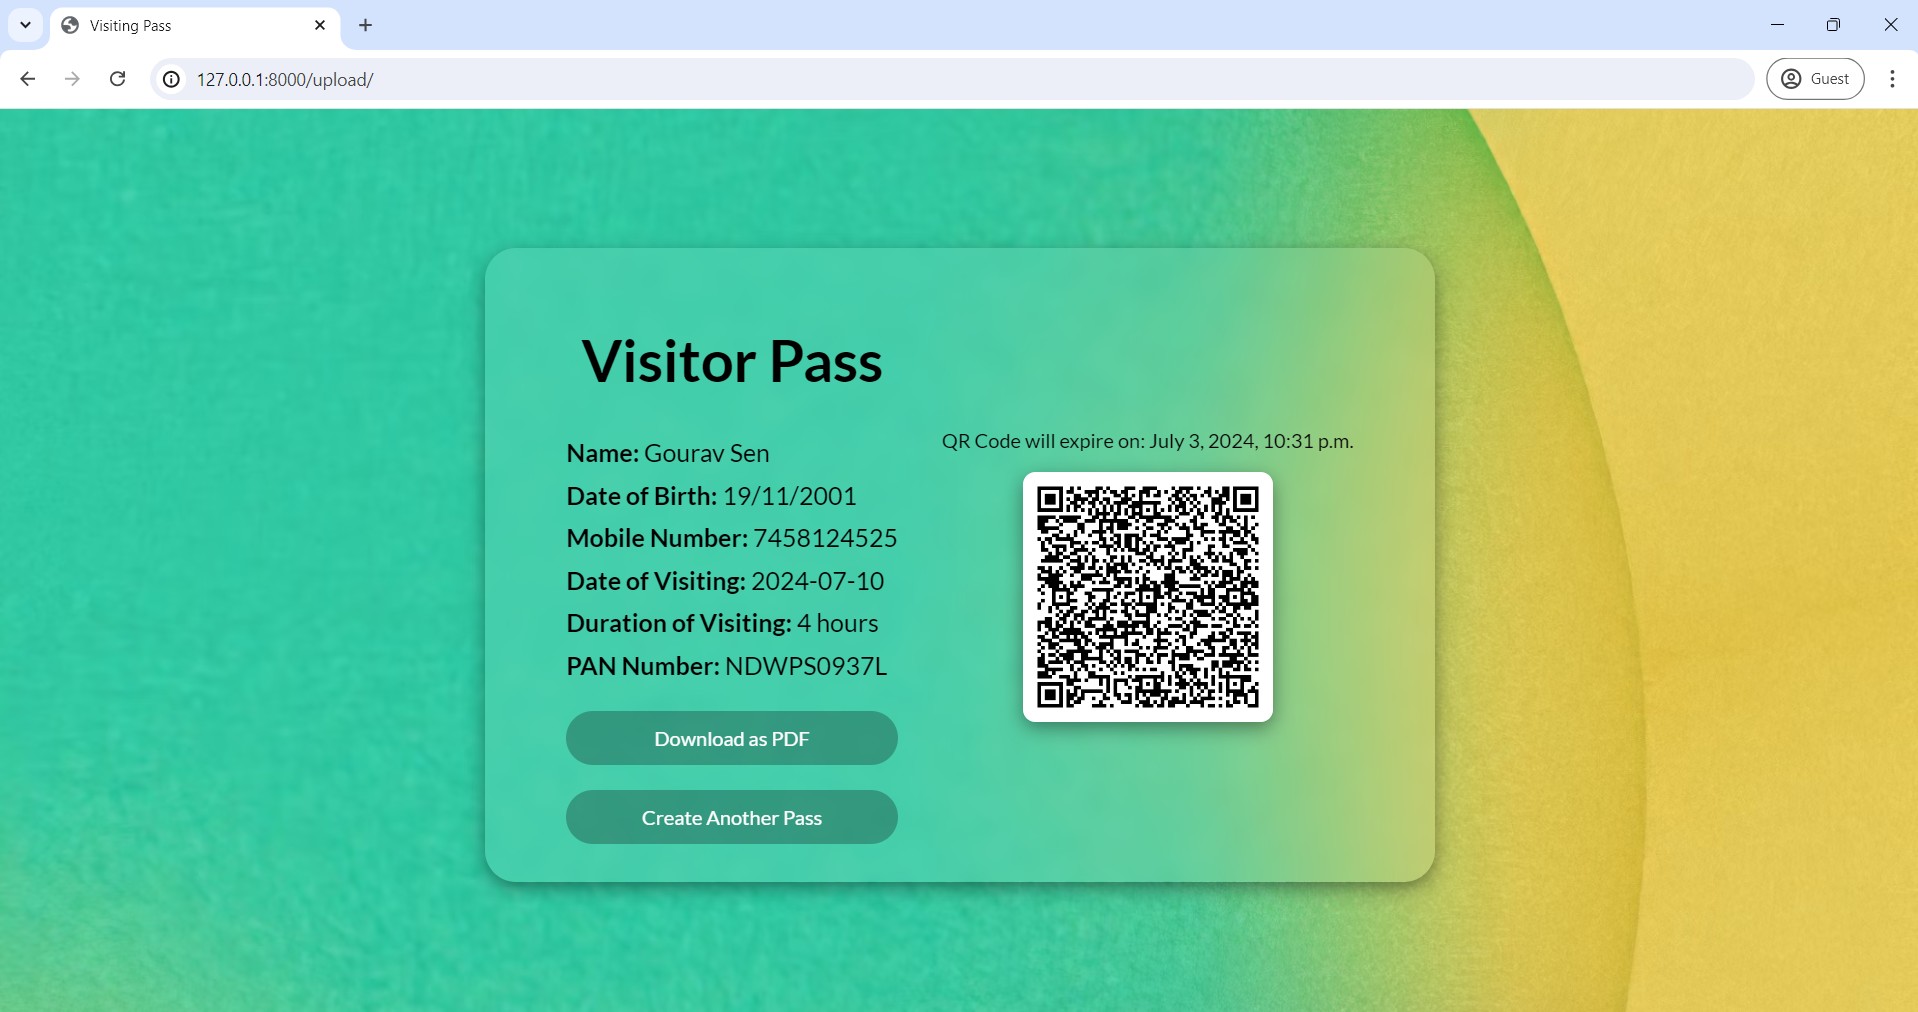 Visiting Pass
127.0.0.1:8000/upload/
Guest
Visitor Pass
Name: Gourav Sen
Date of Birth: 19/11/2001
Mobile Number: 7458124525
Date of Visiting: 2024-07-10
Duration of Visiting: 4 hours
PAN Number: NDWPS0937L
Download as PDF
Create Another Pass
QR Code will expire on: July 3, 2024, 10:31 p.m.